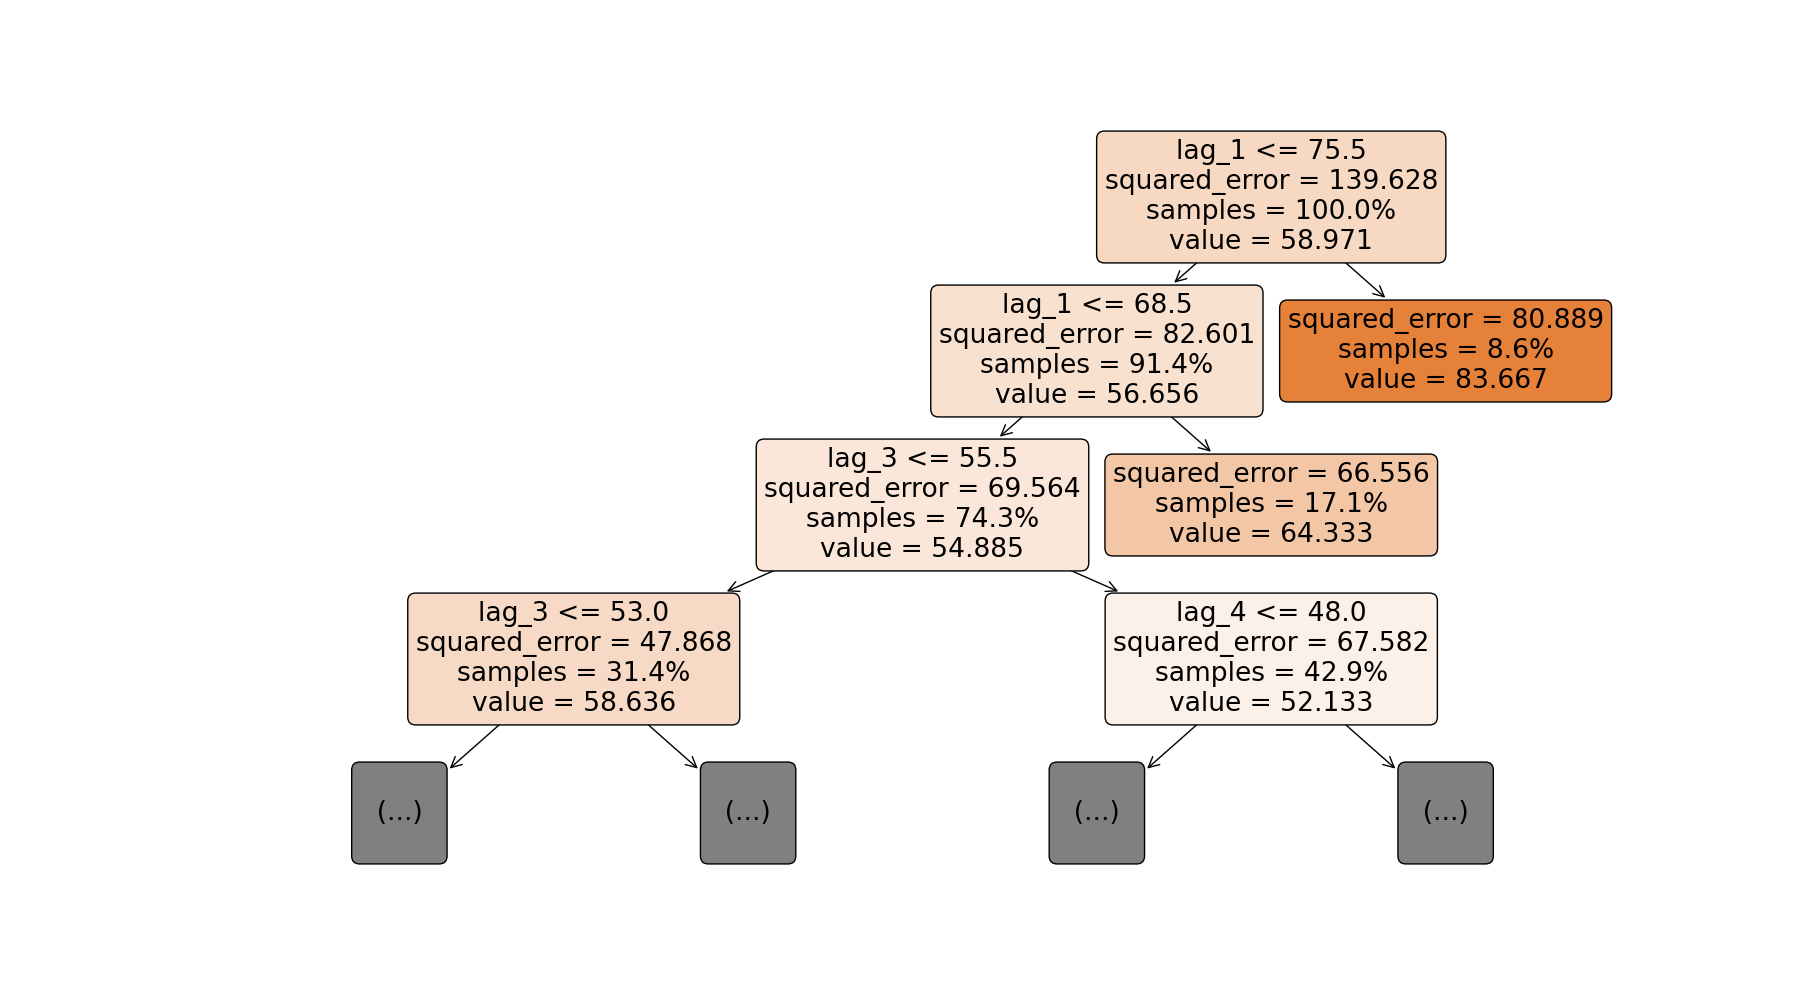 lag_1 <= 75.5
squared_error = 139.628
samples = 100.0%
value = 58.971
lag_1 <= 68.5
squared_error = 82.601
samples = 91.4%
value = 56.656
squared_error = 80.889
samples = 8.6%
value = 83.667
lag_3 <= 55.5
squared_error = 69.564
samples = 74.3%
value = 54.885
squared_error = 66.556
samples = 17.1%
value = 64.333
lag_3 <= 53.0
squared_error = 47.868
samples = 31.4%
value = 58.636
lag_4 <= 48.0
squared_error = 67.582
samples = 42.9%
value = 52.133
(...)
(...)
(...)
(...)